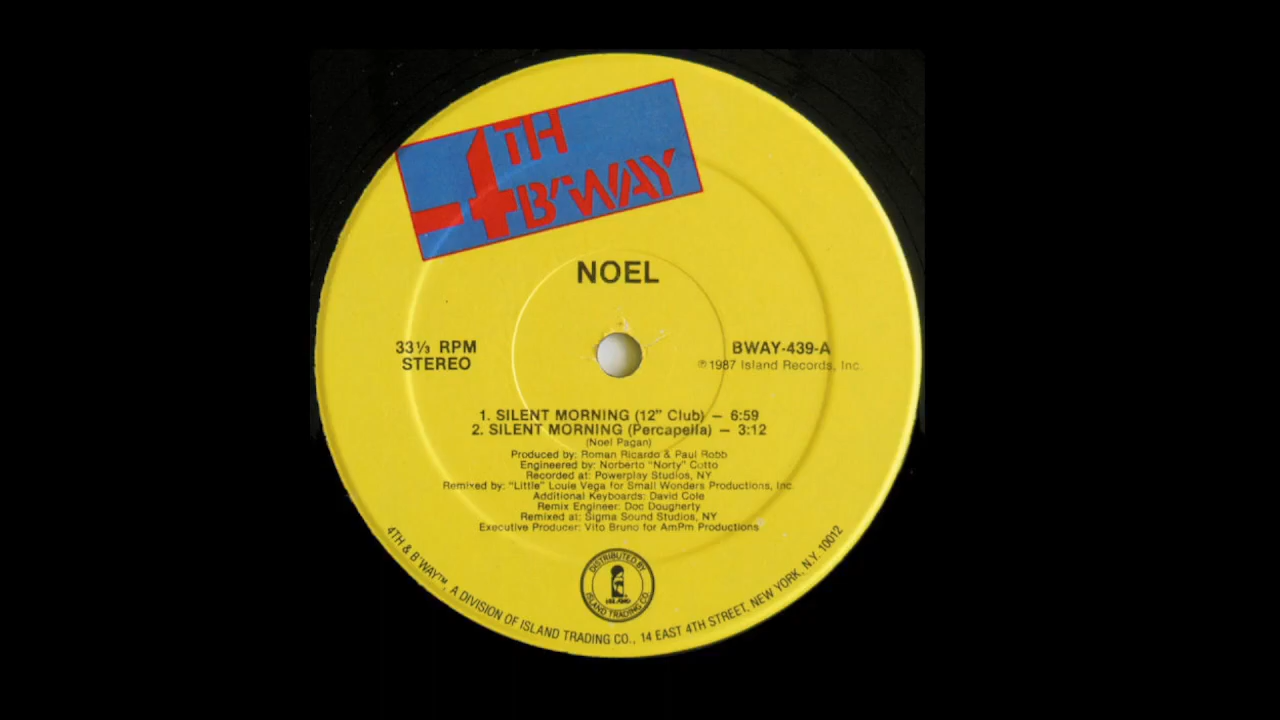 4TH
B'WAY
NOEL
33⅓ RPM
STEREO
BWAY-439-A
℗1987 Island Records, Inc.
1. SILENT MORNING (12" Club) — 6:59
2. SILENT MORNING (Percapella) — 3:12
(Noel Pagan)
Produced by: Roman Ricardo & Paul Robb
Engineered by: Norberto "Norty" Cotto
Recorded at: Powerplay Studios, NY
Remixed by: "Little" Louie Vega for Small Wonders Productions, Inc.
Additional Keyboards: David Cole
Remix Engineer: Doc Dougherty
Remixed at: Sigma Sound Studios, NY
Executive Producer: Vito Bruno for AmPm Productions
DISTRIBUTED BY
ISLAND
ISLAND TRADING CO
4TH & B'WAY™, A DIVISION OF ISLAND TRADING CO., 14 EAST 4TH STREET, NEW YORK, N.Y. 10012